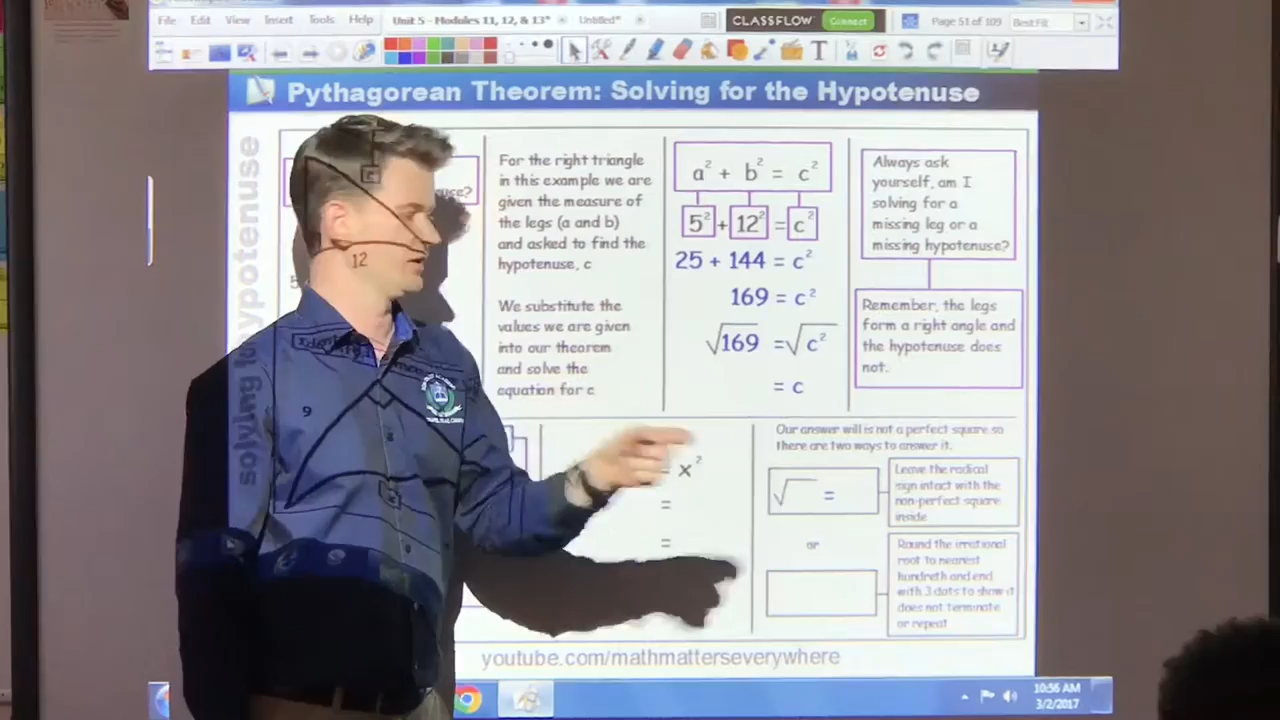 File Edit View Insert Tools Help
Unit 5 - Modules 11, 12, & 13*
Untitled*
CLASSFLOW
Connect
Page 51 of 109
Best Fit
Pythagorean Theorem: Solving for the Hypotenuse
solving for hypotenuse
12
9
For the right triangle
in this example we are
given the measure of
the legs (a and b)
and asked to find the
hypotenuse, c
We substitute the
values we are given
into our theorem
and solve the
equation for c
a² + b² = c²
5² + 12² = c²
25 + 144 = c²
169 = c²
√169 = √c²
= c
Always ask
yourself, am I
solving for a
missing leg or a
missing hypotenuse?
Remember, the legs
form a right angle and
the hypotenuse does
not.
= x²
=
=
Our answer will is not a perfect square so
there are two ways to answer it.
√ =
Leave the radical
sign intact with the
non-perfect square
inside
or
Round the irrational
root to nearest
hundreth and end
with 3 dots to show it
does not terminate
or repeat
youtube.com/mathmatterseverywhere
10:56 AM
3/2/2017